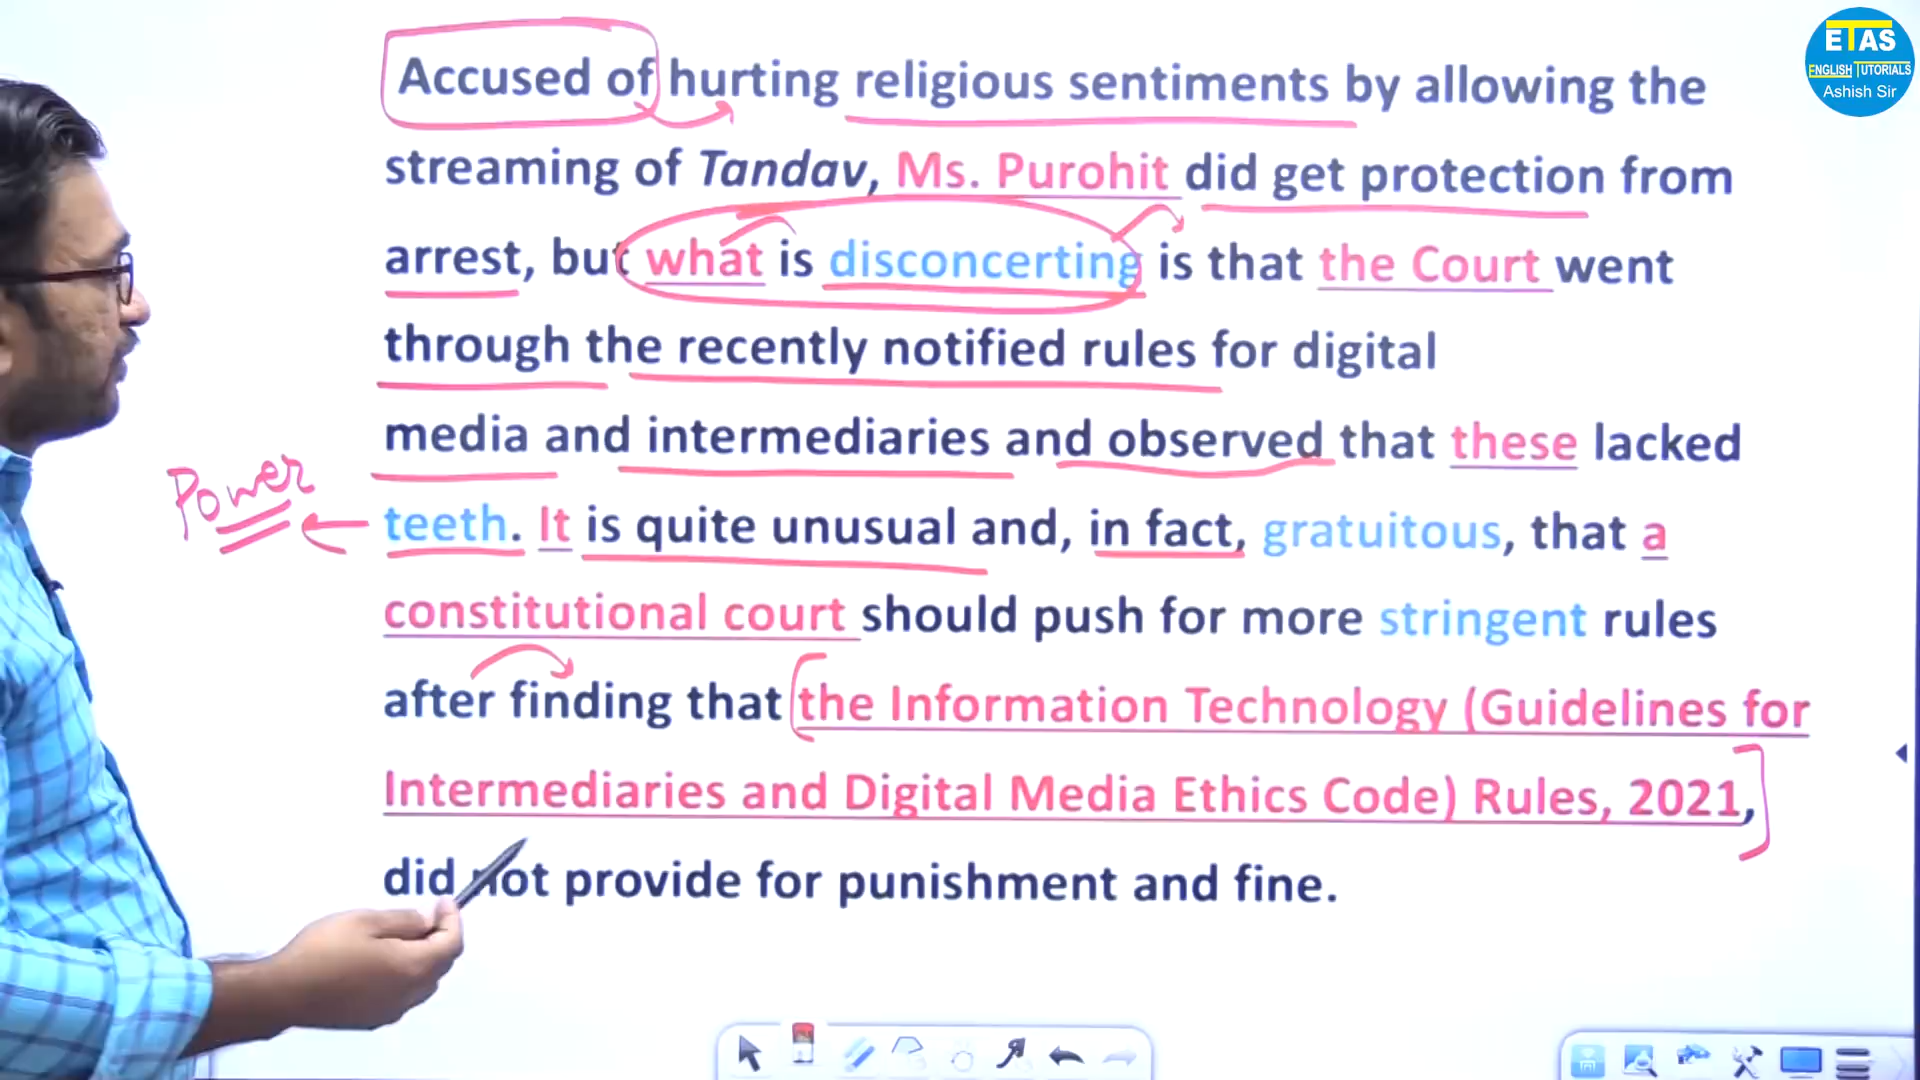 ETAS
ENGLISH TUTORIALS
Ashish Sir
Accused of hurting religious sentiments by allowing the
streaming of Tandav, Ms. Purohit did get protection from
arrest, but what is disconcerting is that the Court went
through the recently notified rules for digital
media and intermediaries and observed that these lacked
Power
teeth. It is quite unusual and, in fact, gratuitous, that a
constitutional court should push for more stringent rules
after finding that the Information Technology (Guidelines for
Intermediaries and Digital Media Ethics Code) Rules, 2021,
did not provide for punishment and fine.